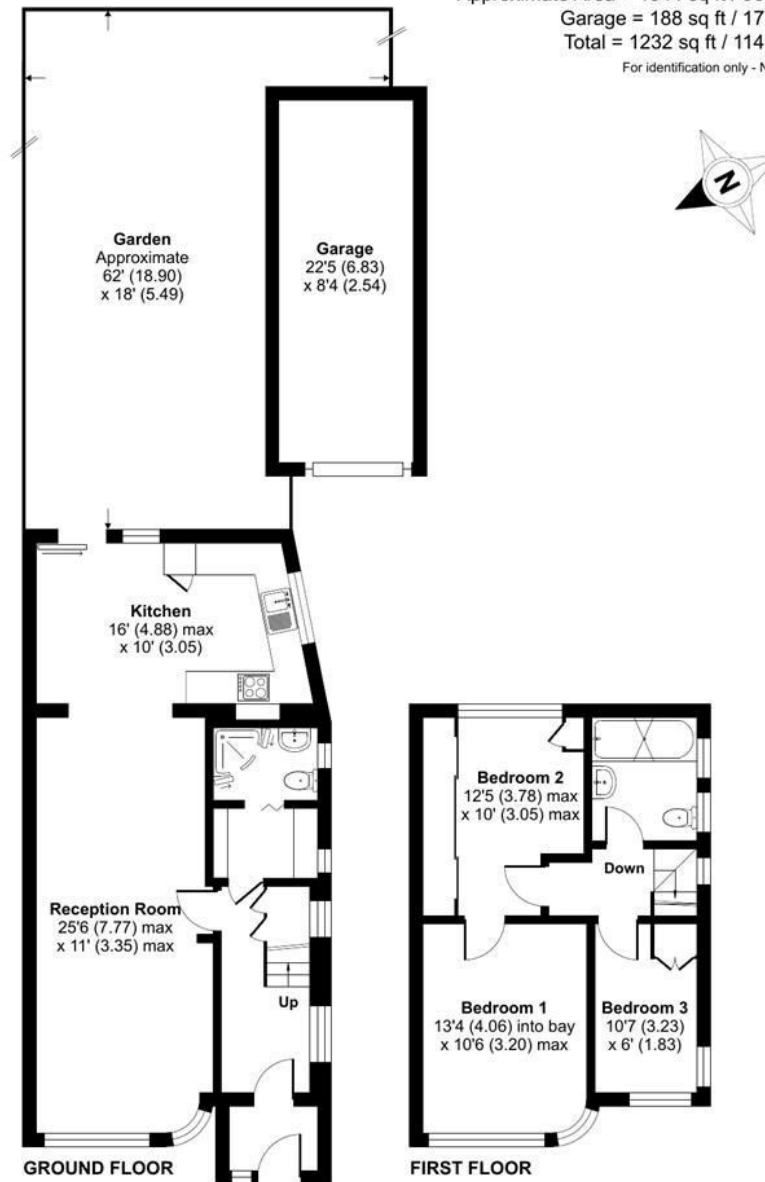 Garage = 188 sq ft / 17
Total = 1232 sq ft / 114
For identification only - N
N
Garden
Approximate
62' (18.90)
x 18' (5.49)
Garage
22'5 (6.83)
x 8'4 (2.54)
Kitchen
16' (4.88) max
x 10' (3.05)
Reception Room
25'6 (7.77) max
x 11' (3.35) max
Up
GROUND FLOOR
Bedroom 2
12'5 (3.78) max
x 10' (3.05) max
Down
Bedroom 1
13'4 (4.06) into bay
x 10'6 (3.20) max
Bedroom 3
10'7 (3.23)
x 6' (1.83)
FIRST FLOOR